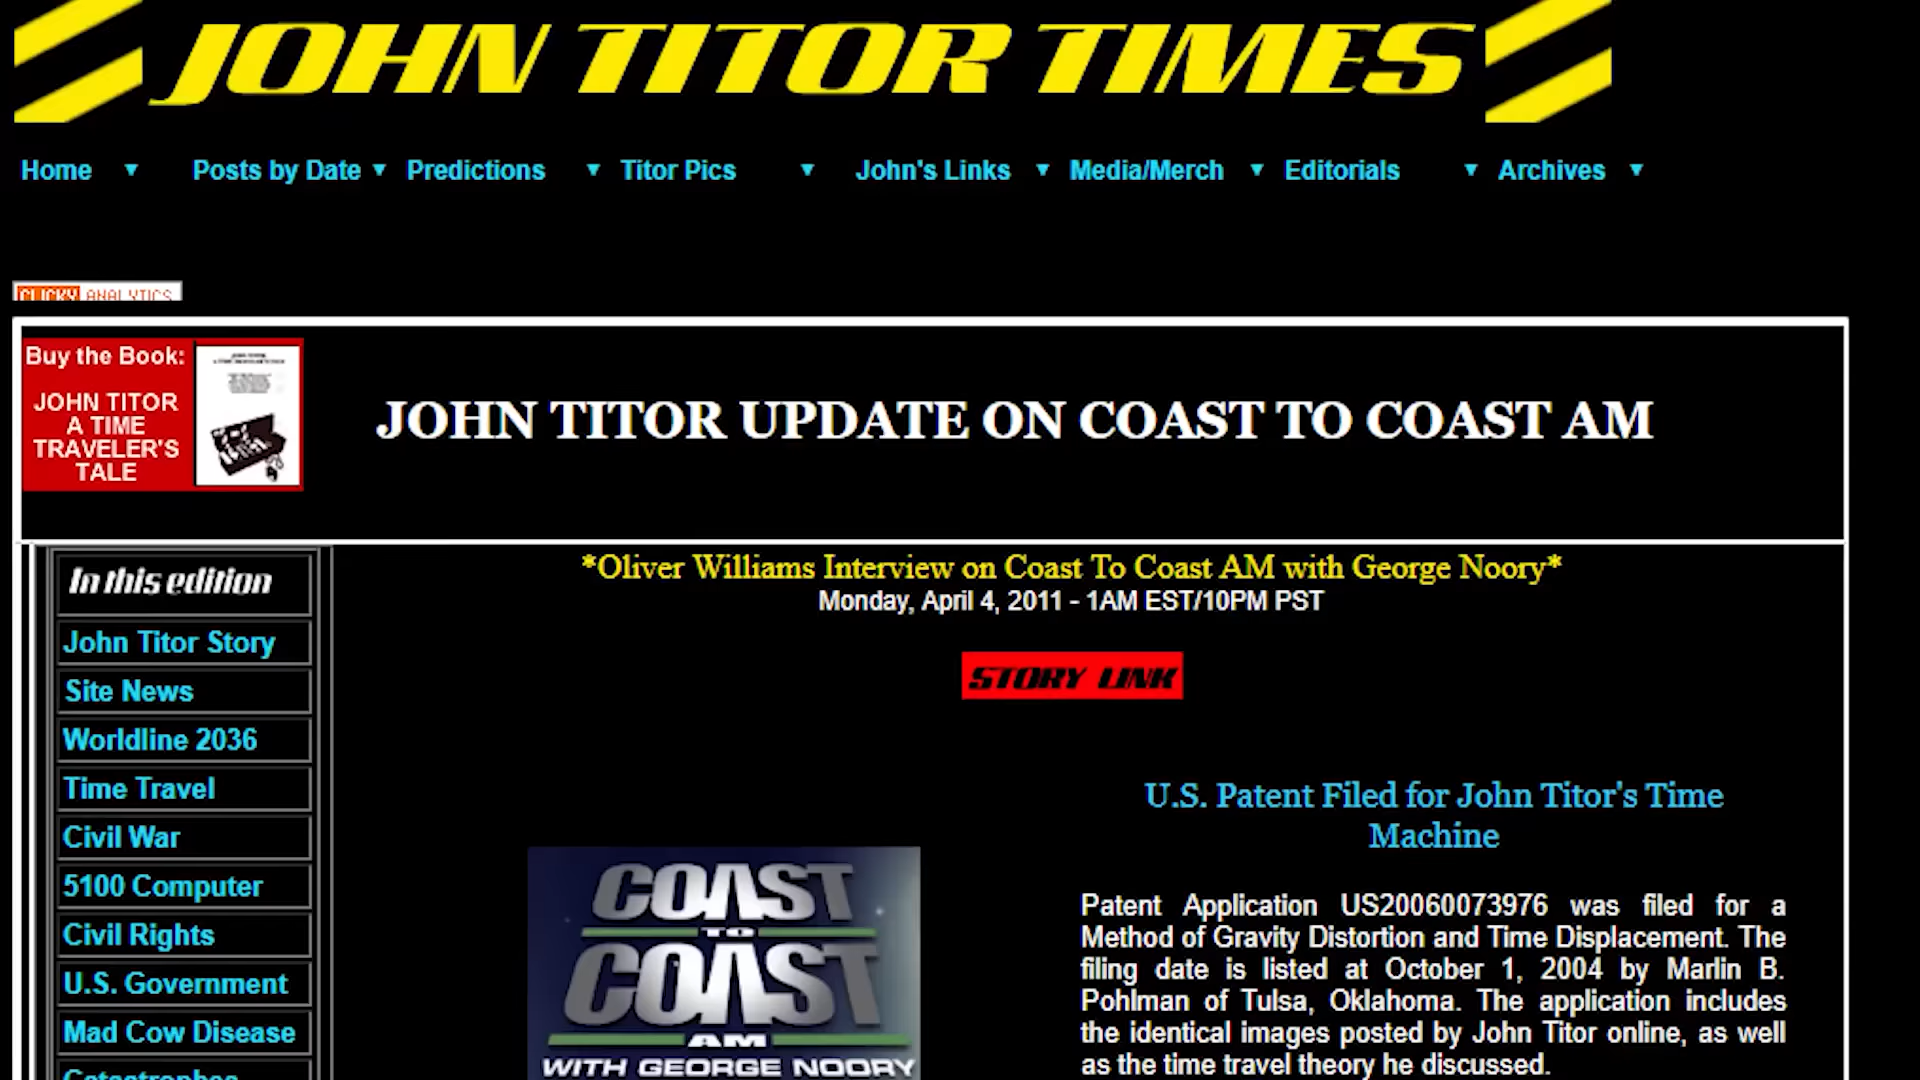 JOHN TITOR TIMES
Home ▼ Posts by Date ▼ Predictions ▼ Titor Pics ▼ John's Links ▼ Media/Merch ▼ Editorials ▼ Archives ▼
CLICKY ANALYTICS
Buy the Book:
JOHN TITOR
A TIME
TRAVELER'S
TALE
JOHN TITOR UPDATE ON COAST TO COAST AM
In this edition
John Titor Story
Site News
Worldline 2036
Time Travel
Civil War
5100 Computer
Civil Rights
U.S. Government
Mad Cow Disease
Catastrophes
*Oliver Williams Interview on Coast To Coast AM with George Noory*
Monday, April 4, 2011 - 1AM EST/10PM PST
STORY LINK
COAST
TO
COAST
AM
WITH GEORGE NOORY
U.S. Patent Filed for John Titor's Time
Machine
Patent Application US20060073976 was filed for a
Method of Gravity Distortion and Time Displacement. The
filing date is listed at October 1, 2004 by Marlin B.
Pohlman of Tulsa, Oklahoma. The application includes
the identical images posted by John Titor online, as well
as the time travel theory he discussed.